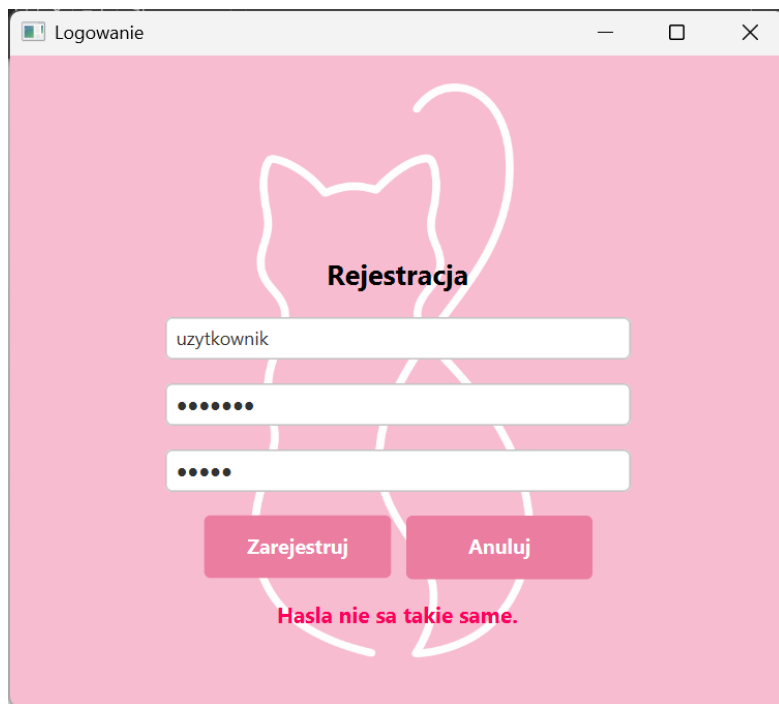 Logowanie
Rejestracja
uzytkownik
•••••••
•••••
Zarejestruj Anuluj
Hasla nie sa takie same.